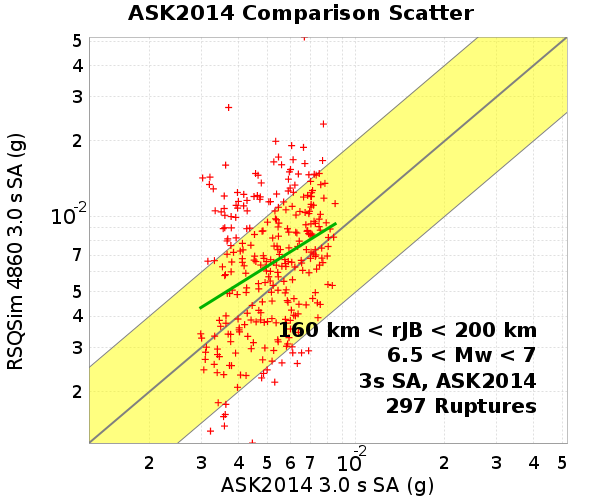 ASK2014 Comparison Scatter
RSQSim 4860 3.0 s SA (g)
5
4
3
2
10-2
7
5
4
3
2
160 km < rJB < 200 km
6.5 < Mw < 7
3s SA, ASK2014
297 Ruptures
2 3 4 5 6 7 10-2 2 3 4 5
ASK2014 3.0 s SA (g)